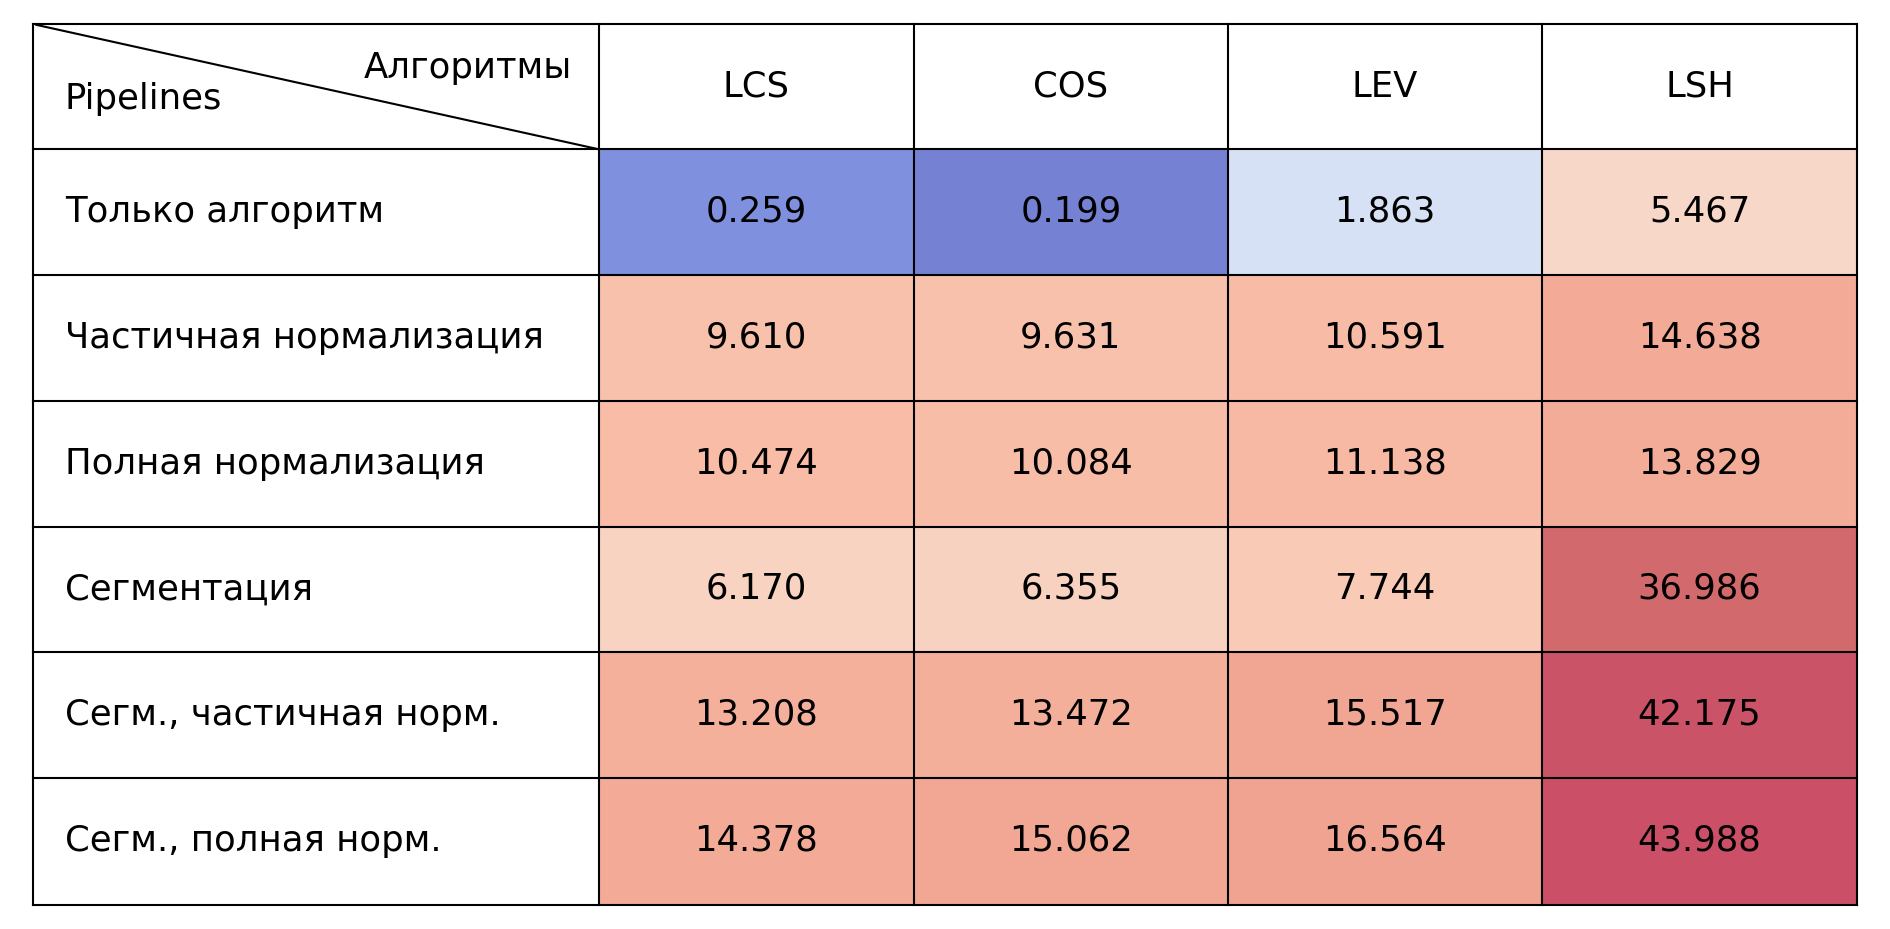 Алгоритмы
Pipelines
LCS COS LEV LSH
Только алгоритм 0.259 0.199 1.863 5.467
Частичная нормализация 9.610 9.631 10.591 14.638
Полная нормализация 10.474 10.084 11.138 13.829
Сегментация 6.170 6.355 7.744 36.986
Сегм., частичная норм. 13.208 13.472 15.517 42.175
Сегм., полная норм. 14.378 15.062 16.564 43.988